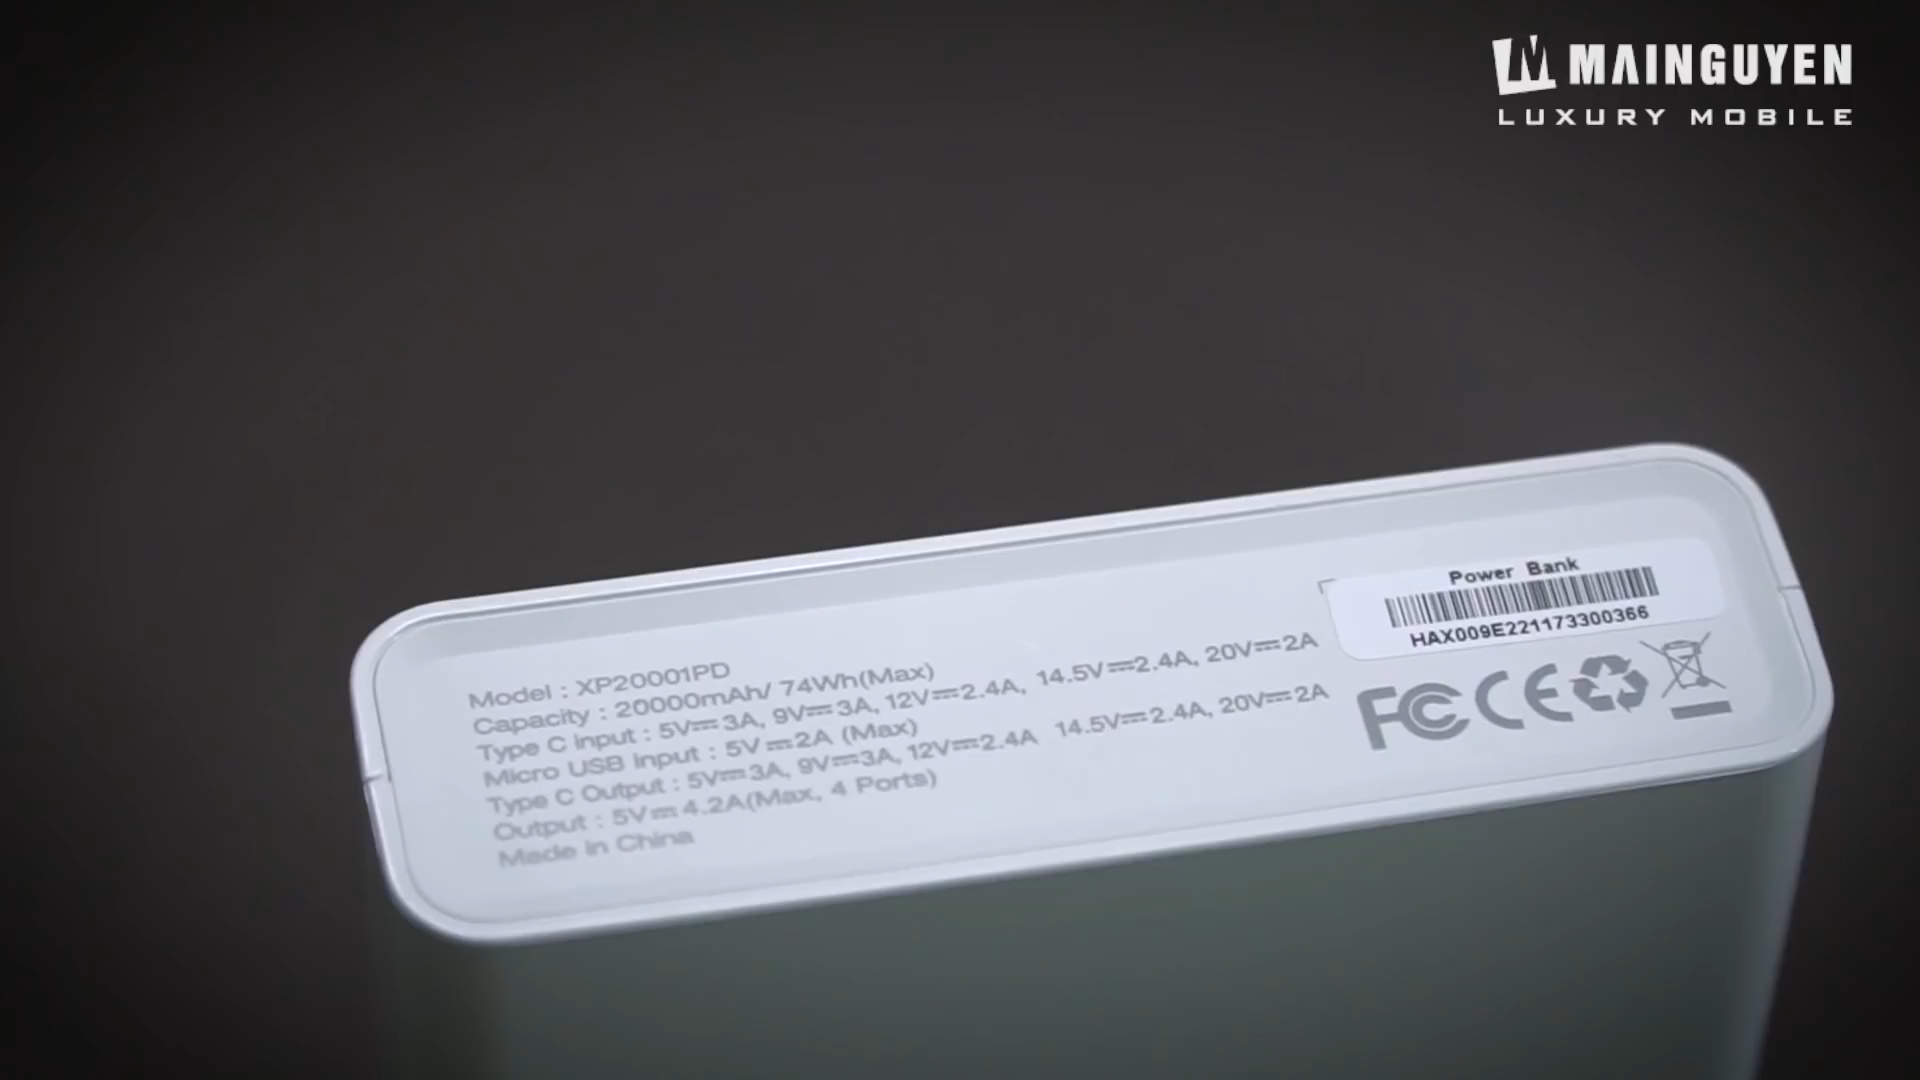 MAINGUYEN
LUXURY MOBILE
Power Bank
HAX009E221173300366
Model : XP20001PD
Capacity : 20000mAh/ 74Wh(Max)
Type C Input : 5V⎓3A, 9V⎓3A, 12V⎓2.4A, 14.5V⎓2.4A, 20V⎓2A
Micro USB Input : 5V⎓2A (Max)
Type C Output : 5V⎓3A, 9V⎓3A, 12V⎓2.4A 14.5V⎓2.4A, 20V⎓2A
Output : 5V⎓4.2A(Max, 4 Ports)
Made in China
FC CE